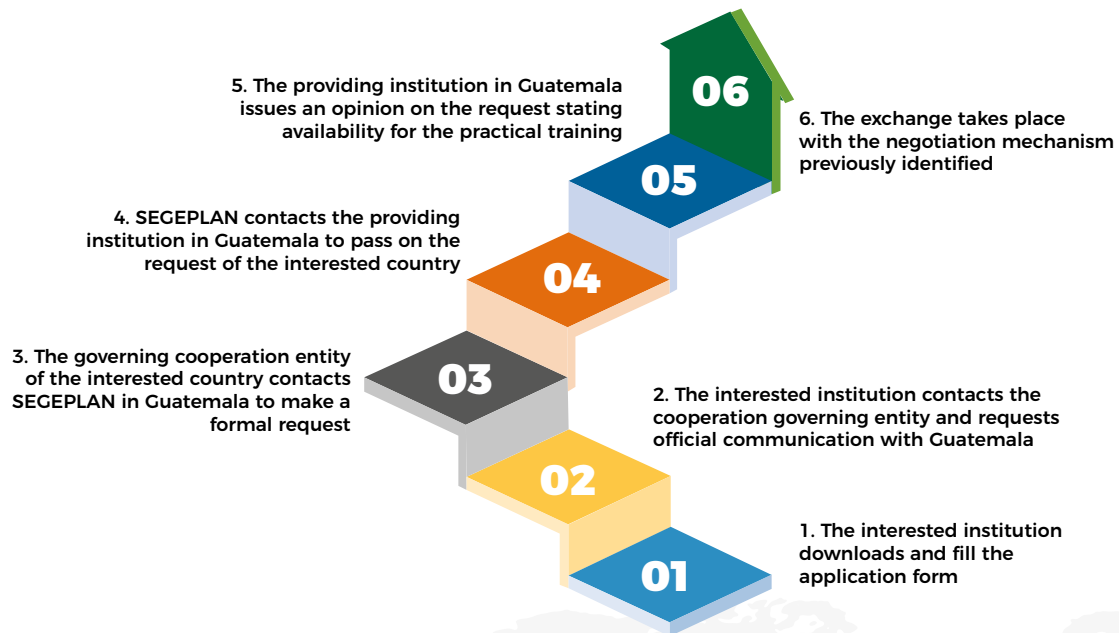 06
5. The providing institution in Guatemala
issues an opinion on the request stating
availability for the practical training
6. The exchange takes place
with the negotiation mechanism
previously identified
05
4. SEGEPLAN contacts the providing
institution in Guatemala to pass on the
request of the interested country
04
3. The governing cooperation entity
of the interested country contacts
SEGEPLAN in Guatemala to make a
formal request
03
2. The interested institution contacts the
cooperation governing entity and requests
official communication with Guatemala
02
1. The interested institution
downloads and fill the
application form
01